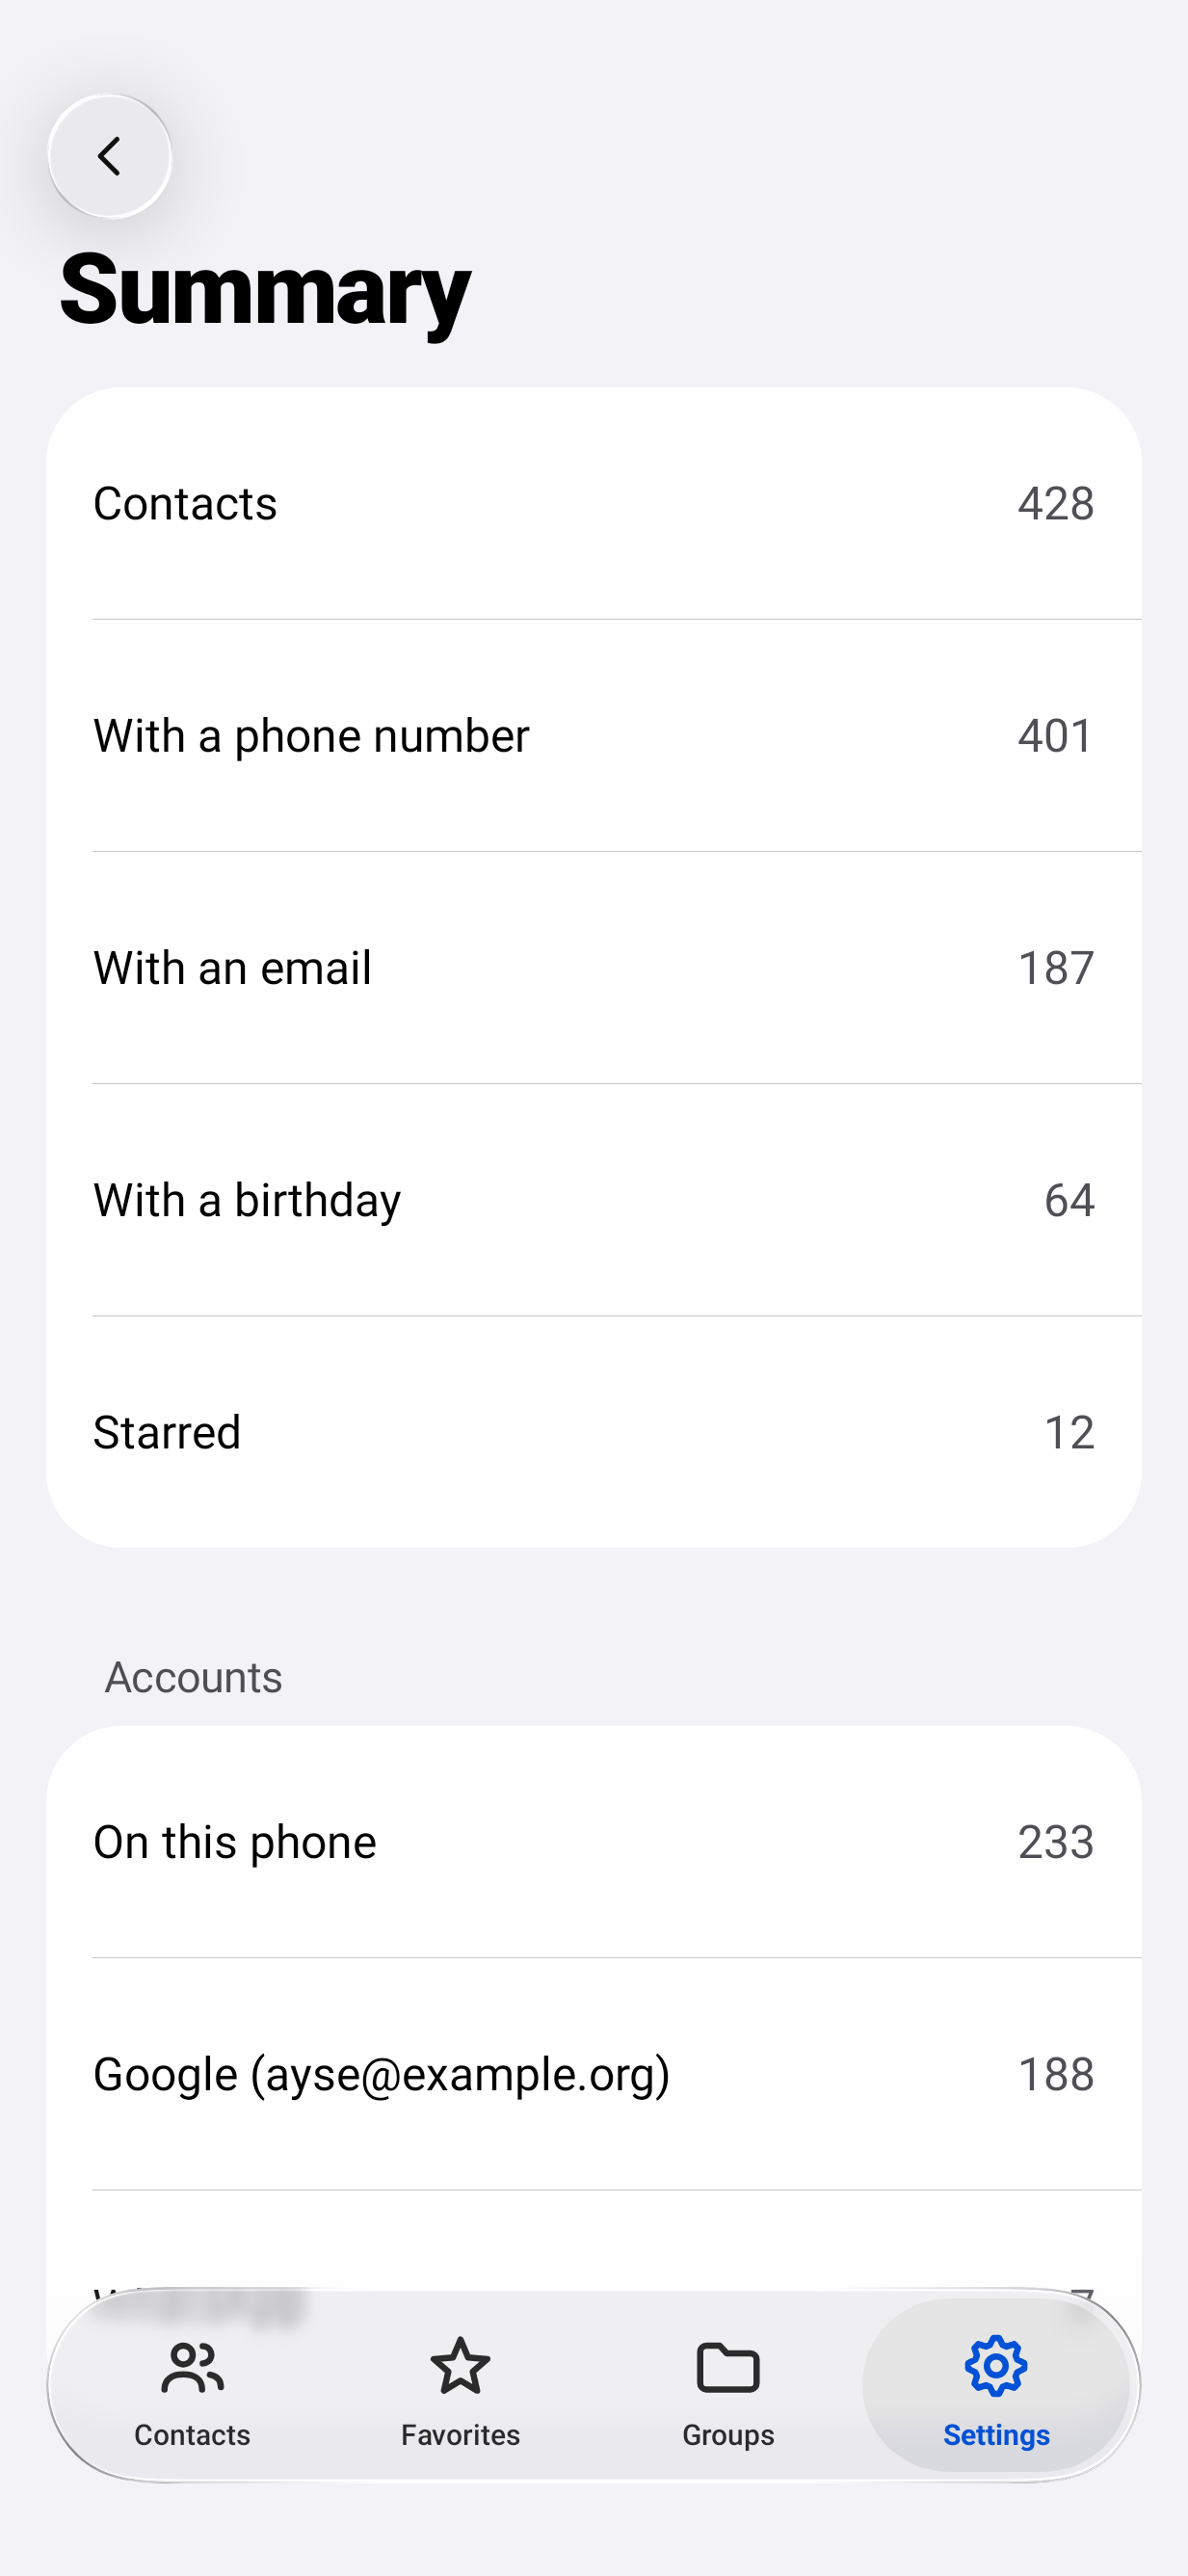 Summary
Contacts 428
With a phone number 401
With an email 187
With a birthday 64
Starred 12
Accounts
On this phone 233
Google (ayse@example.org) 188
Contacts Favorites Groups Settings